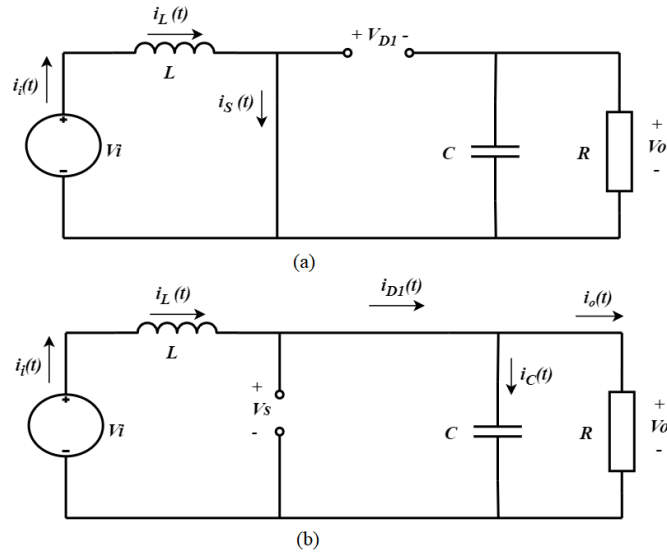 i_L (t)
+ V_D1 -
L
i_i(t)
i_S (t)
+
Vi
-
C
R
+
Vo
-
(a)
i_L (t)
i_D1(t)
i_o(t)
L
i_i(t)
+
Vs
-
i_C(t)
+
Vi
-
C
R
+
Vo
-
(b)